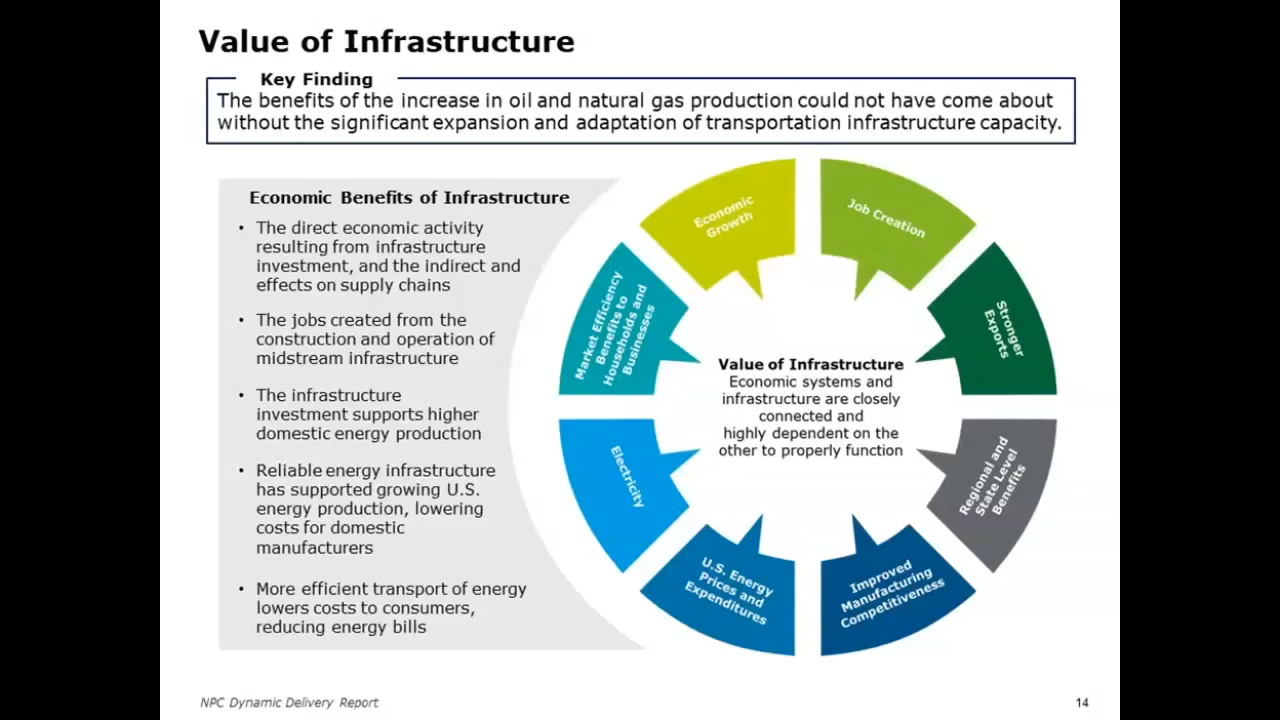 Value of Infrastructure
Key Finding
The benefits of the increase in oil and natural gas production could not have come about
without the significant expansion and adaptation of transportation infrastructure capacity.
Economic Benefits of Infrastructure
• The direct economic activity
resulting from infrastructure
investment, and the indirect and
effects on supply chains
• The jobs created from the
construction and operation of
midstream infrastructure
• The infrastructure
investment supports higher
domestic energy production
• Reliable energy infrastructure
has supported growing U.S.
energy production, lowering
costs for domestic
manufacturers
• More efficient transport of energy
lowers costs to consumers,
reducing energy bills
Economic
Growth
Job Creation
Stronger
Exports
Regional and
State Level
Benefits
Improved
Manufacturing
Competitiveness
U.S. Energy
Prices and
Expenditures
Electricity
Market Efficiency
Benefits to
Households and
Businesses
Value of Infrastructure
Economic systems and
infrastructure are closely
connected and
highly dependent on the
other to properly function
NPC Dynamic Delivery Report
14